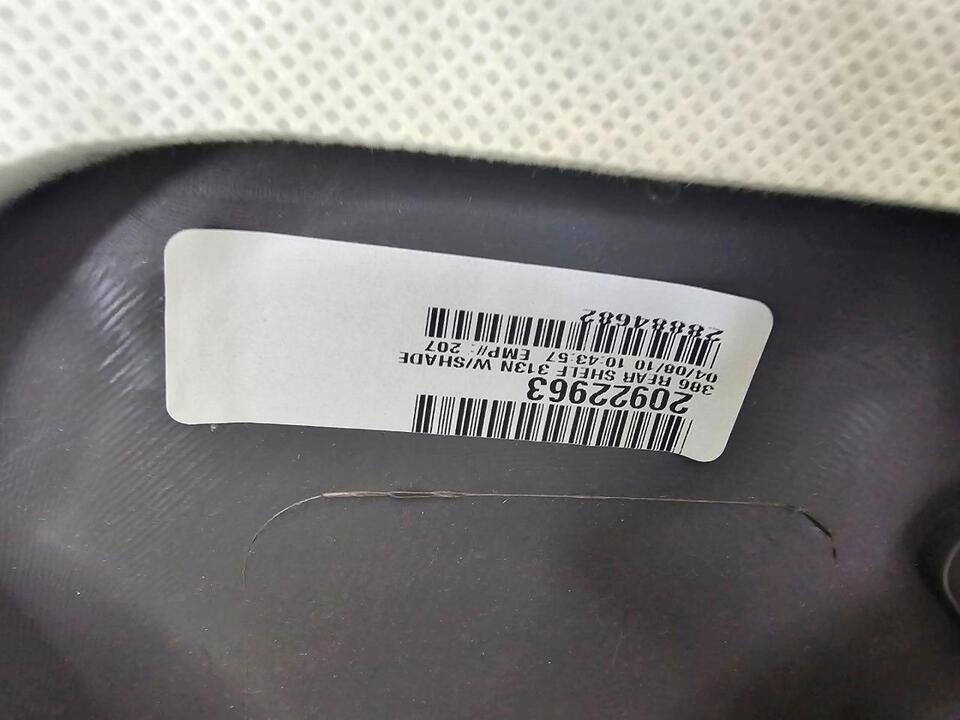 20922963
386 REAR SHELF 313N W/SHADE
04/08/10 10:43:57 EMP#: 207
28884682